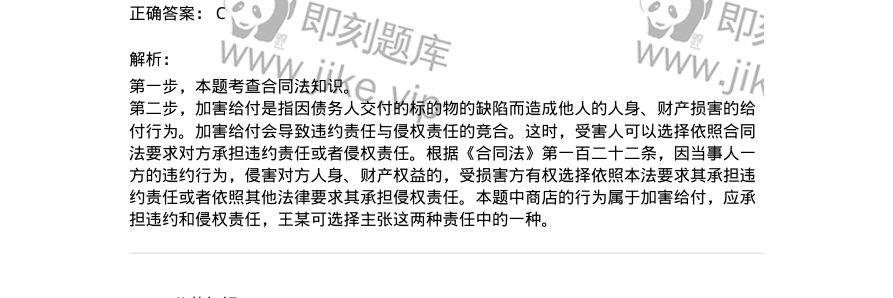 正确答案： C
即刻题库
www.jike.vip
www.jik
解析：
第一步，本题考查合同法知识。
第二步，加害给付是指因债务人交付的标的物的缺陷而造成他人的人身、财产损害的给
付行为。加害给付会导致违约责任与侵权责任的竞合。这时，受害人可以选择依照合同
法要求对方承担违约责任或者侵权责任。根据《合同法》第一百二十二条，因当事人一
方的违约行为，侵害对方人身、财产权益的，受损害方有权选择依照本法要求其承担违
约责任或者依照其他法律要求其承担侵权责任。本题中商店的行为属于加害给付，应承
担违约和侵权责任，王某可选择主张这两种责任中的一种。